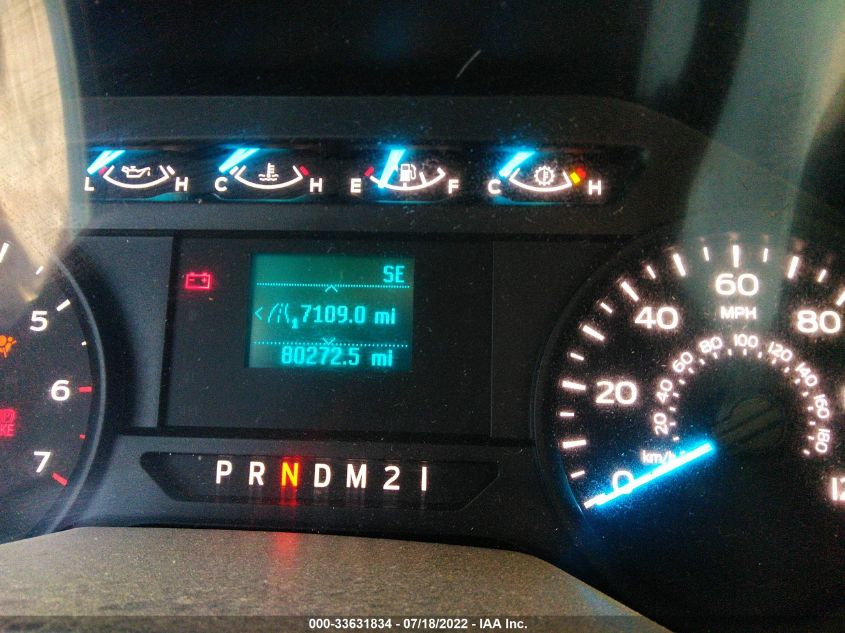 L H C H E F C H
SE
7109.0 mi
80272.5 mi
5
6
7
KE
P R N D M 2 1
0 20 40 60 80
MPH
20 40 60 80 100 120 140 160 180
km/h
000-33631834 - 07/18/2022 - IAA Inc.